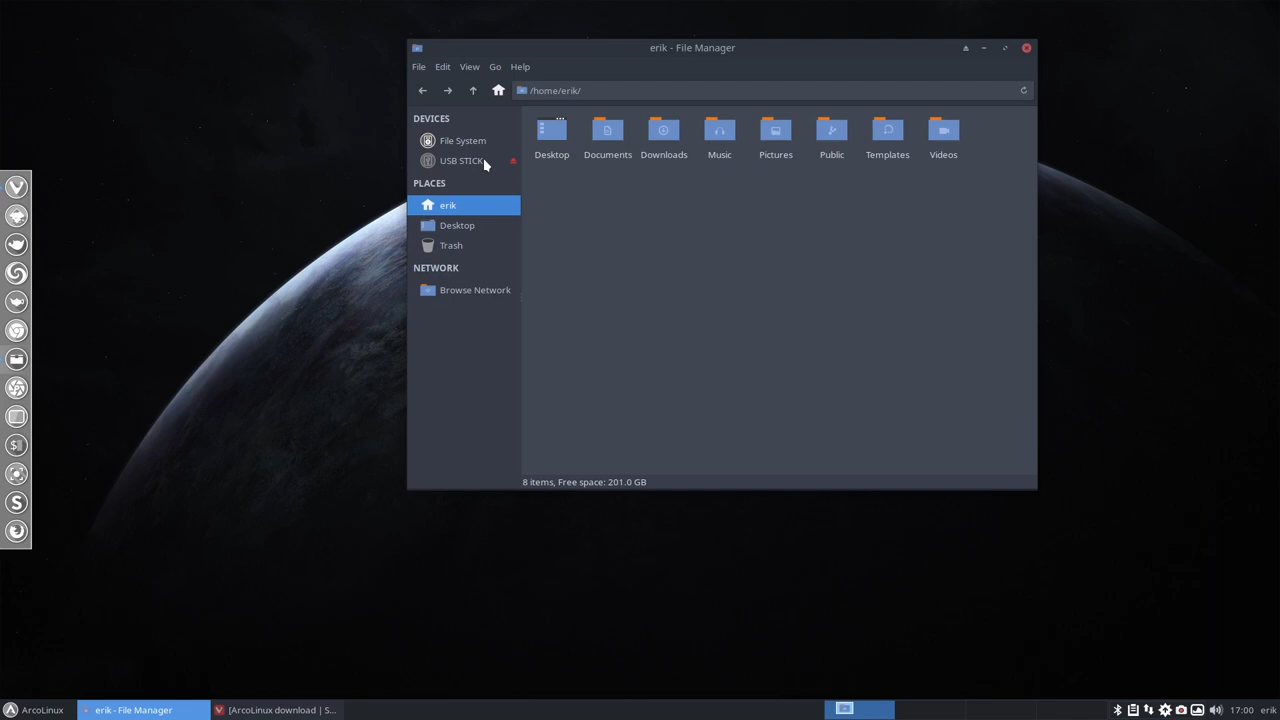 erik - File Manager
File Edit View Go Help
/home/erik/
DEVICES
File System
USB STICK
PLACES
erik
Desktop
Trash
NETWORK
Browse Network
Desktop Documents Downloads Music Pictures Public Templates Videos
8 items, Free space: 201.0 GB
ArcoLinux
erik - File Manager
[ArcoLinux download | S...
17:00 erik